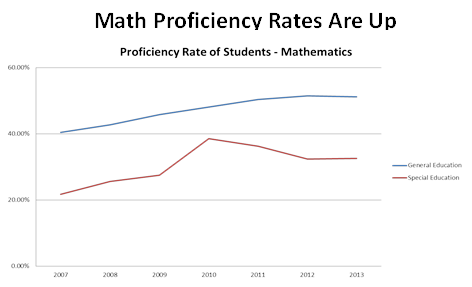 Math Proficiency Rates Are Up
Proficiency Rate of Students - Mathematics
60.00%
40.00%
20.00%
0.00%
2007 2008 2009 2010 2011 2012 2013
General Education
Special Education